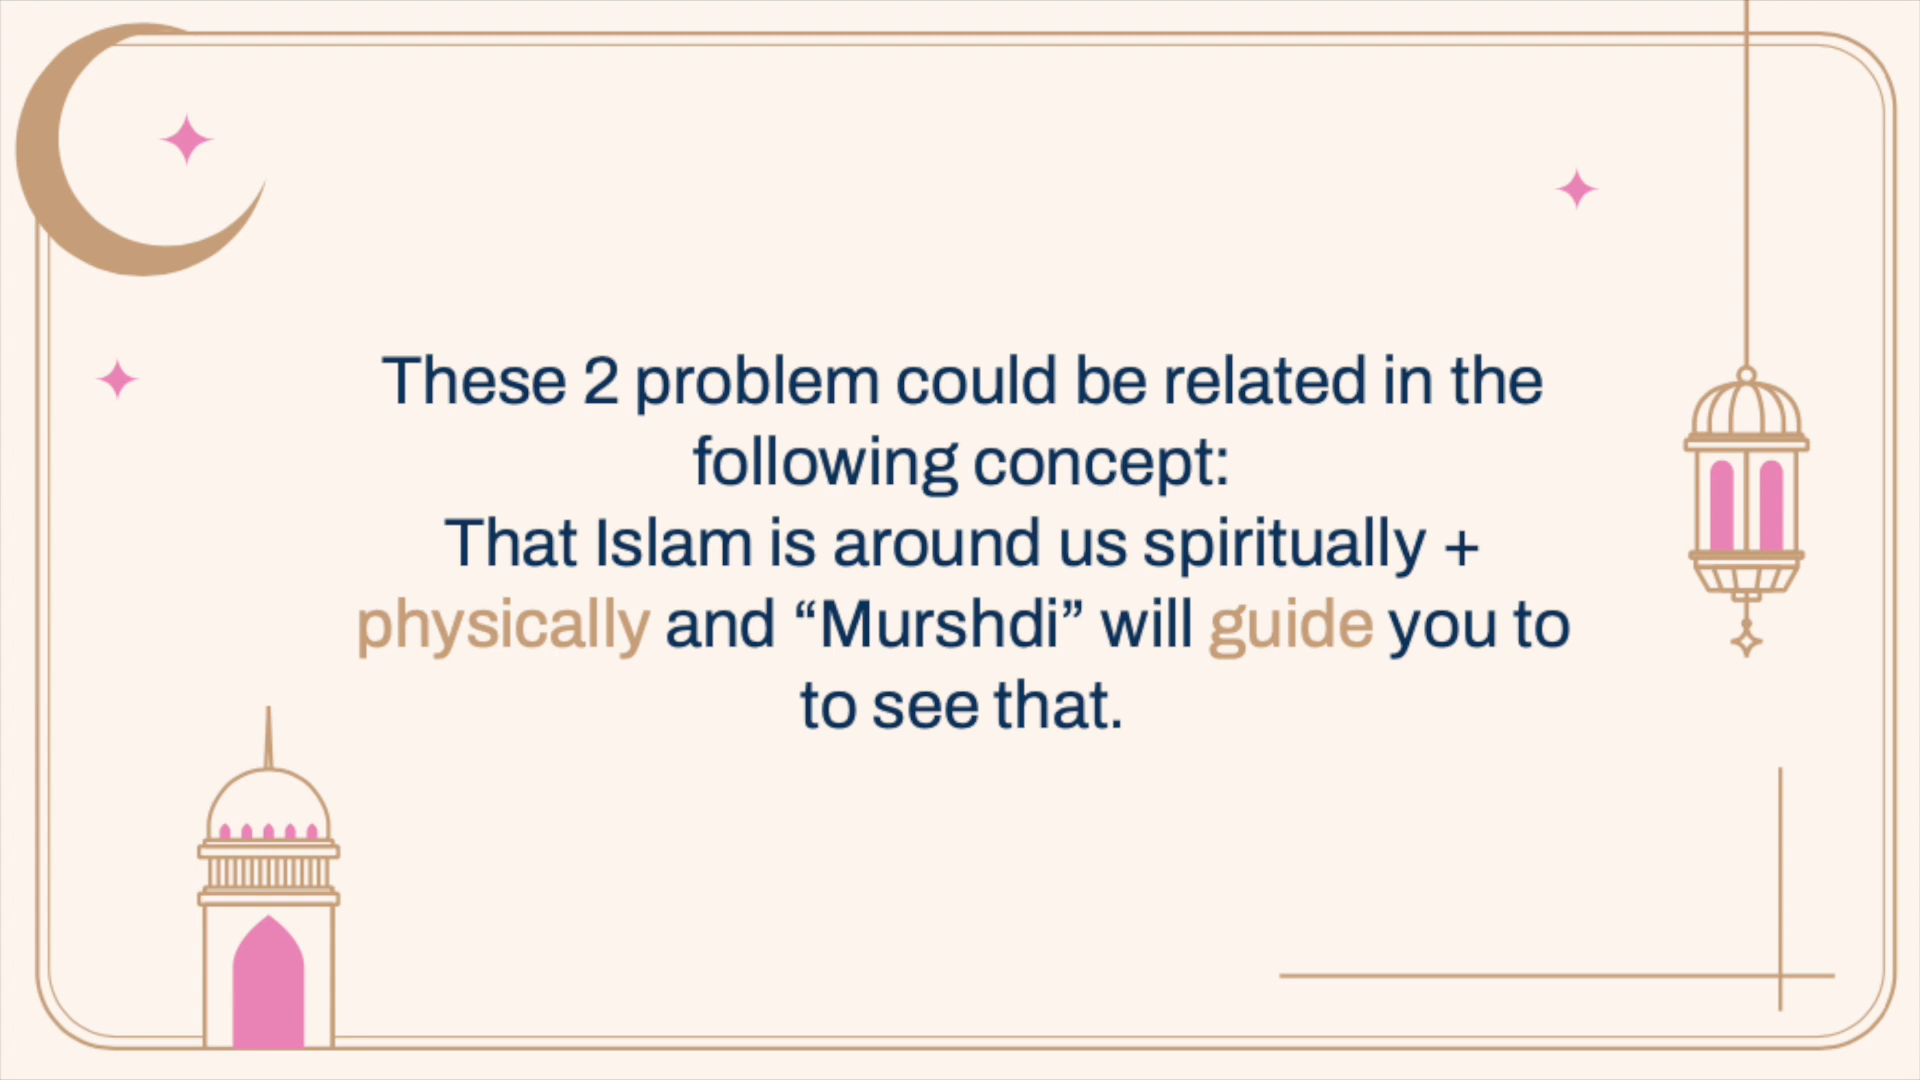 These 2 problem could be related in the
following concept:
That Islam is around us spiritually +
physically and “Murshdi” will guide you to
to see that.